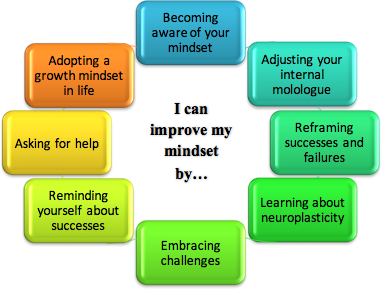 Becoming
aware of your
mindset
Adjusting your
internal
molologue
Reframing
successes and
failures
Learning about
neuroplasticity
Embracing
challenges
Reminding
yourself about
successes
Asking for help
Adopting a
growth mindset
in life
I can
improve my
mindset
by...